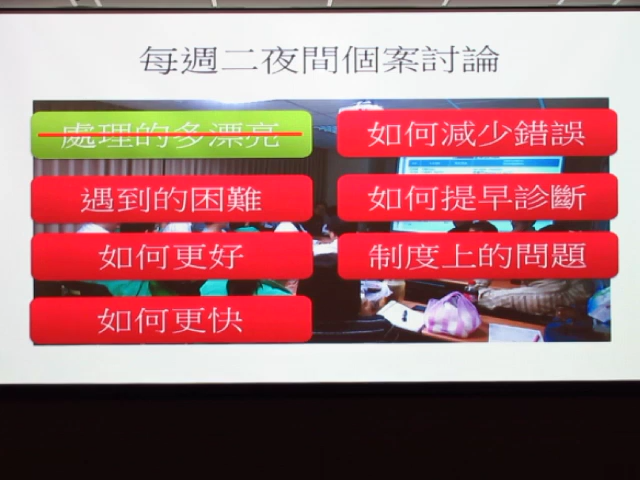 每週二夜間個案討論
處理的多漂亮
遇到的困難
如何更好
如何更快
如何減少錯誤
如何提早診斷
制度上的問題